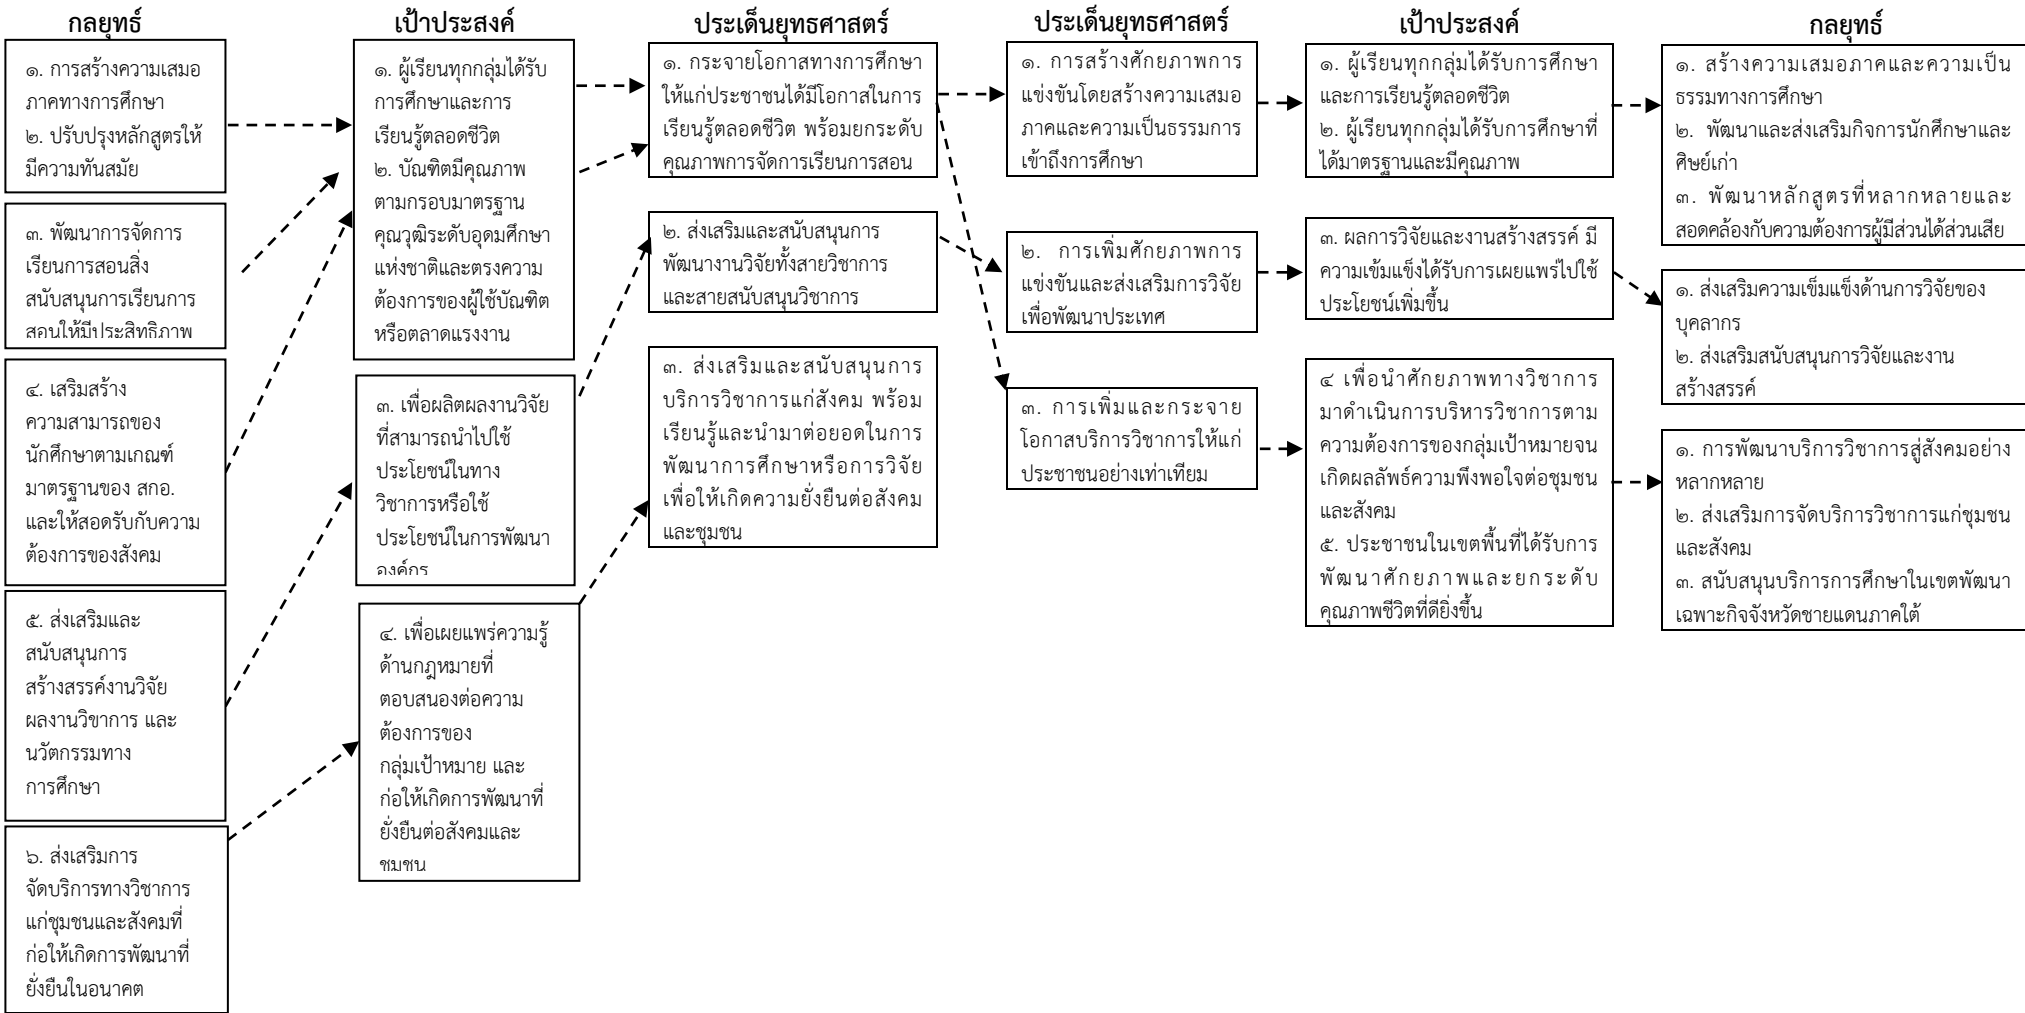 กลยุทธ์
๑. การสร้างความเสมอ
ภาคทางการศึกษา
๒. ปรับปรุงหลักสูตรให้
มีความทันสมัย
๓. พัฒนาการจัดการ
เรียนการสอนสิ่ง
สนับสนุนการเรียนการ
สอนให้มีประสิทธิภาพ
๔. เสริมสร้าง
ความสามารถของ
นักศึกษาตามเกณฑ์
มาตรฐานของ สกอ.
และให้สอดรับกับความ
ต้องการของสังคม
๕. ส่งเสริมและ
สนับสนุนการ
สร้างสรรค์งานวิจัย
ผลงานวิขาการ และ
นวัตกรรมทาง
การศึกษา
๖. ส่งเสริมการ
จัดบริการทางวิชาการ
แก่ชุมชนและสังคมที่
ก่อให้เกิดการพัฒนาที่
ยั่งยืนในอนาคต
เป้าประสงค์
๑. ผู้เรียนทุกกลุ่มได้รับ
การศึกษาและการ
เรียนรู้ตลอดชีวิต
๒. บัณฑิตมีคุณภาพ
ตามกรอบมาตรฐาน
คุณวุฒิระดับอุดมศึกษา
แห่งชาติและตรงความ
ต้องการของผู้ใช้บัณฑิต
หรือตลาดแรงงาน
๓. เพื่อผลิตผลงานวิจัย
ที่สามารถนำไปใช้
ประโยชน์ในทาง
วิชาการหรือใช้
ประโยชน์ในการพัฒนา
องค์กร
๔. เพื่อเผยแพร่ความรู้
ด้านกฎหมายที่
ตอบสนองต่อความ
ต้องการของ
กลุ่มเป้าหมาย และ
ก่อให้เกิดการพัฒนาที่
ยั่งยืนต่อสังคมและ
ชุมชน
ประเด็นยุทธศาสตร์
๑. กระจายโอกาสทางการศึกษา
ให้แก่ประชาชนได้มีโอกาสในการ
เรียนรู้ตลอดชีวิต พร้อมยกระดับ
คุณภาพการจัดการเรียนการสอน
๒. ส่งเสริมและสนับสนุนการ
พัฒนางานวิจัยทั้งสายวิชาการ
และสายสนับสนุนวิชาการ
๓. ส่งเสริมและสนับสนุนการ
บริการวิชาการแก่สังคม พร้อม
เรียนรู้และนำมาต่อยอดในการ
พัฒนาการศึกษาหรือการวิจัย
เพื่อให้เกิดความยั่งยืนต่อสังคม
และชุมชน
ประเด็นยุทธศาสตร์
๑. การสร้างศักยภาพการ
แข่งขันโดยสร้างความเสมอ
ภาคและความเป็นธรรมการ
เข้าถึงการศึกษา
๒. การเพิ่มศักยภาพการ
แข่งขันและส่งเสริมการวิจัย
เพื่อพัฒนาประเทศ
๓. การเพิ่มและกระจาย
โอกาสบริการวิชาการให้แก่
ประชาชนอย่างเท่าเทียม
เป้าประสงค์
๑. ผู้เรียนทุกกลุ่มได้รับการศึกษา
และการเรียนรู้ตลอดชีวิต
๒. ผู้เรียนทุกกลุ่มได้รับการศึกษาที่
ได้มาตรฐานและมีคุณภาพ
๓. ผลการวิจัยและงานสร้างสรรค์ มี
ความเข้มแข็งได้รับการเผยแพร่ไปใช้
ประโยชน์เพิ่มขึ้น
๔ เพื่อนำศักยภาพทางวิชาการ
มาดำเนินการบริหารวิชาการตาม
ความต้องการของกลุ่มเป้าหมายจน
เกิดผลลัพธ์ความพึงพอใจต่อชุมชน
และสังคม
๕. ประชาชนในเขตพื้นที่ได้รับการ
พัฒนาศักยภาพและยกระดับ
คุณภาพชีวิตที่ดียิ่งขึ้น
กลยุทธ์
๑. สร้างความเสมอภาคและความเป็น
ธรรมทางการศึกษา
๒. พัฒนาและส่งเสริมกิจการนักศึกษาและ
ศิษย์เก่า
๓. พัฒนาหลักสูตรที่หลากหลายและ
สอดคล้องกับความต้องการผู้มีส่วนได้ส่วนเสีย
๑. ส่งเสริมความเข็มแข็งด้านการวิจัยของ
บุคลากร
๒. ส่งเสริมสนับสนุนการวิจัยและงาน
สร้างสรรค์
๑. การพัฒนาบริการวิชาการสู่สังคมอย่าง
หลากหลาย
๒. ส่งเสริมการจัดบริการวิชาการแก่ชุมชน
และสังคม
๓. สนับสนุนบริการการศึกษาในเขตพัฒนา
เฉพาะกิจจังหวัดชายแดนภาคใต้